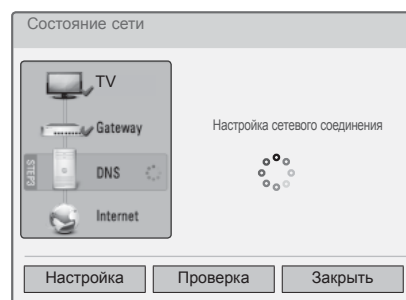 Состояние сети
TV
Gateway
STEP3
DNS
Internet
Настройка сетевого соединения
Настройка
Проверка
Закрыть